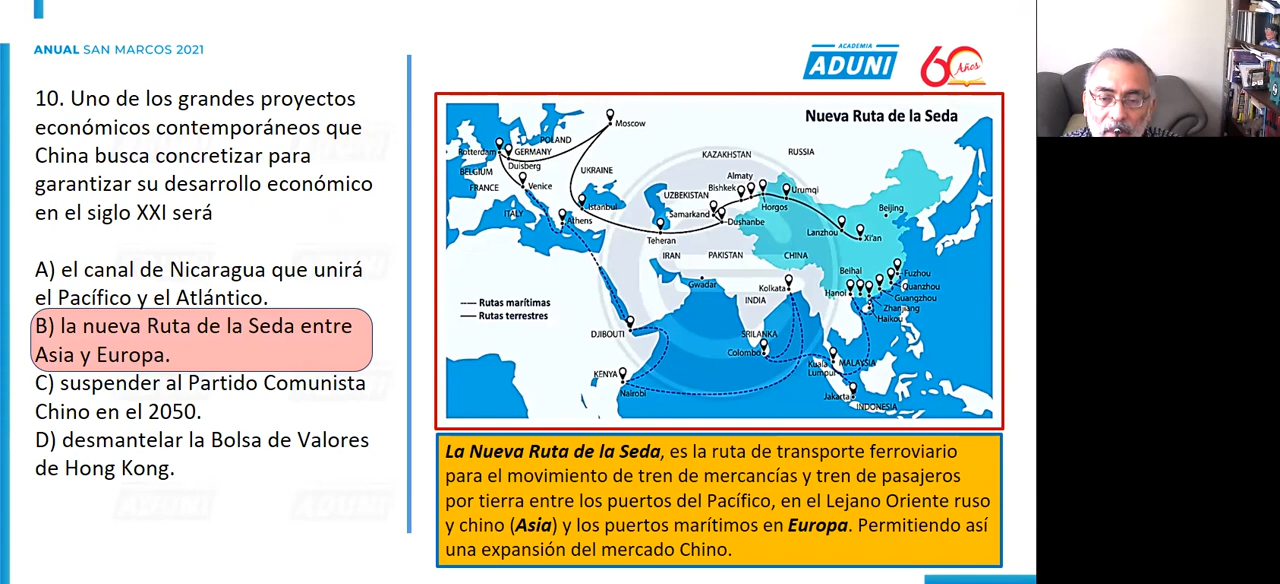 ANUAL SAN MARCOS 2021
ACADEMIA
ADUNI
60 Años
10. Uno de los grandes proyectos
económicos contemporáneos que
China busca concretizar para
garantizar su desarrollo económico
en el siglo XXI será
A) el canal de Nicaragua que unirá
el Pacífico y el Atlántico.
B) la nueva Ruta de la Seda entre
Asia y Europa.
C) suspender al Partido Comunista
Chino en el 2050.
D) desmantelar la Bolsa de Valores
de Hong Kong.
Nueva Ruta de la Seda
Moscow
POLAND
Rotterdam
GERMANY
Duisberg
BELGIUM
FRANCE
Venice
UKRAINE
ITALY
Athens
Istanbul
KAZAKHSTAN
RUSSIA
Almaty
Bishkek
Urumqi
UZBEKISTAN
Horgos
Samarkand
Dushanbe
Beijing
Lanzhou
Xi'an
Teheran
IRAN
PAKISTAN
CHINA
Gwadar
Kolkata
INDIA
Beihai
Fuzhou
Quanzhou
Hanoi
Guangzhou
Zhanjiang
Haikou
Rutas marítimas
Rutas terrestres
DJIBOUTI
SRILANKA
Colombo
KENYA
Nairobi
Kuala
Lumpur
MALAYSIA
Jakarta
INDONESIA
La Nueva Ruta de la Seda, es la ruta de transporte ferroviario
para el movimiento de tren de mercancías y tren de pasajeros
por tierra entre los puertos del Pacífico, en el Lejano Oriente ruso
y chino (Asia) y los puertos marítimos en Europa. Permitiendo así
una expansión del mercado Chino.